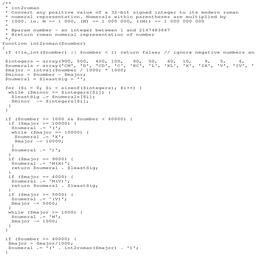 /**
* int2roman
* Convert any positive value of a 32-bit signed integer to its modern roman
* numeral representation. Numerals within parentheses are multiplied by
* 1000. ie. M == 1 000, (M) == 1 000 000, ((M)) == 1 000 000 000
*
* @param number - an integer between 1 and 2147483647
* @return roman numeral representation of number
*/
function int2roman($number)
{
if (!is_int($number) || $number < 1) return false; // ignore negative numbers an
$integers = array(900, 500, 400, 100, 90, 50, 40, 10, 9, 5, 4,
$numerals = array("CM", "D", "CD", "C", "XC", "L", "XL", "X", "IX", "V", "IV",
$major = intval($number / 1000) * 1000;
$minor = $number - $major;
$numeral = $leastSig = '';
for ($i = 0; $i < sizeof($integers); $i++) {
while ($minor >= $integers[$i]) {
$leastSig .= $numerals[$i];
$minor -= $integers[$i];
}
}
if ($number >= 1000 && $number < 40000) {
if ($major >= 10000) {
$numeral .= '(';
while ($major >= 10000) {
$numeral .= 'X';
$major -= 10000;
}
$numeral .= ')';
}
if ($major == 9000) {
$numeral .= 'M(X)';
return $numeral . $leastSig;
}
if ($major == 4000) {
$numeral .= 'M(V)';
return $numeral . $leastSig;
}
if ($major >= 5000) {
$numeral .= '(V)';
$major -= 5000;
}
while ($major >= 1000) {
$numeral .= 'M';
$major -= 1000;
}
}
if ($number >= 40000) {
$major = $major/1000;
$numeral .= '(' . int2roman($major) . ')';
}